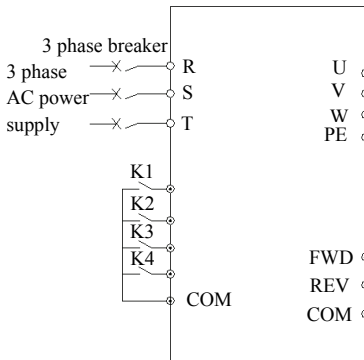 3 phase breaker
3 phase
AC power
supply
R
S
T
K1
K2
K3
K4
COM
U
V
W
PE
FWD
REV
COM